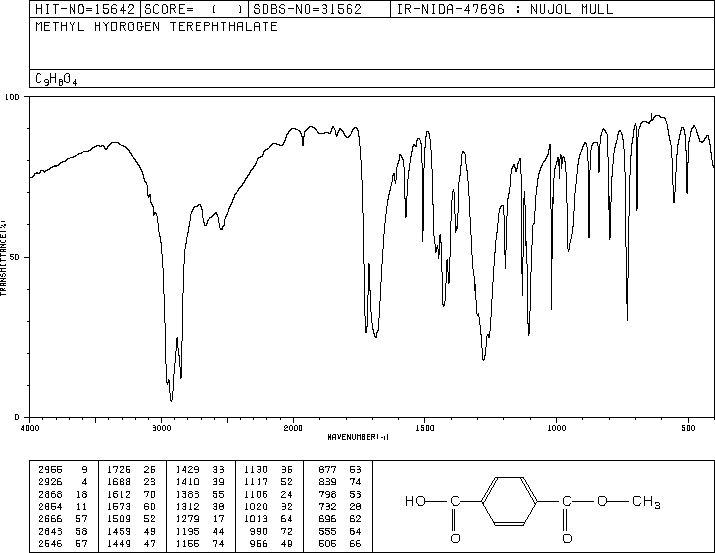 HIT-NO=15642 SCORE= ( ) SDBS-NO=31562 IR-NIDA-47696 : NUJOL MULL
METHYL HYDROGEN TEREPHTHALATE
C9H8O4
100
TRANSMITTANCE(%)
50
0
4000 3000 2000 1500 1000 500
WAVENUMBER(-1)
2955 9 1726 26 1429 33 1130 36 877 53
2926 4 1688 23 1410 39 1117 52 839 74
2868 18 1612 70 1383 55 1106 24 798 53
2854 11 1573 60 1312 30 1020 32 732 28
2666 57 1509 52 1279 17 1013 64 696 62
2643 58 1459 49 1195 44 990 72 555 64
2546 57 1449 47 1155 74 956 49 505 66
HO C C O CH3
O O